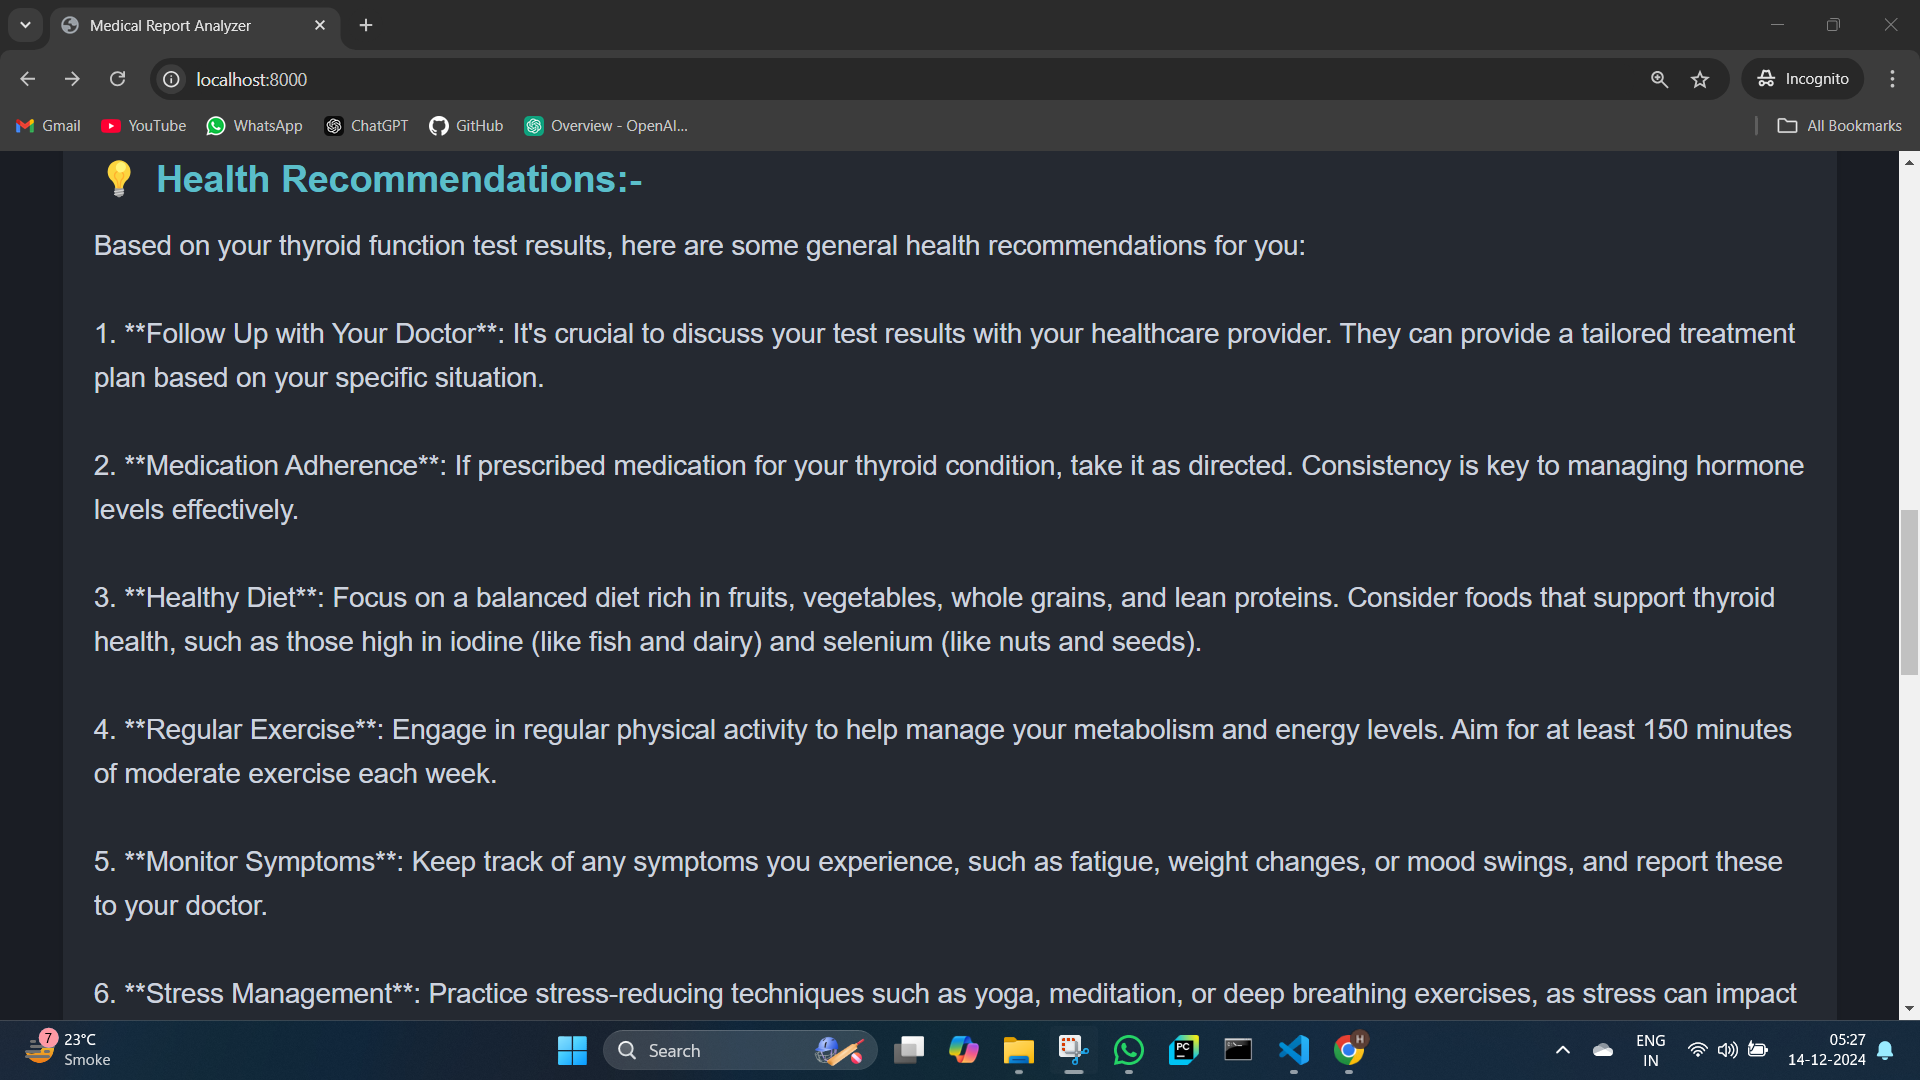 Medical Report Analyzer
localhost:8000
Incognito
Gmail
YouTube
WhatsApp
ChatGPT
GitHub
Overview - OpenAI...
All Bookmarks
Health Recommendations:-
Based on your thyroid function test results, here are some general health recommendations for you:
1. **Follow Up with Your Doctor**: It's crucial to discuss your test results with your healthcare provider. They can provide a tailored treatment
plan based on your specific situation.
2. **Medication Adherence**: If prescribed medication for your thyroid condition, take it as directed. Consistency is key to managing hormone
levels effectively.
3. **Healthy Diet**: Focus on a balanced diet rich in fruits, vegetables, whole grains, and lean proteins. Consider foods that support thyroid
health, such as those high in iodine (like fish and dairy) and selenium (like nuts and seeds).
4. **Regular Exercise**: Engage in regular physical activity to help manage your metabolism and energy levels. Aim for at least 150 minutes
of moderate exercise each week.
5. **Monitor Symptoms**: Keep track of any symptoms you experience, such as fatigue, weight changes, or mood swings, and report these
to your doctor.
6. **Stress Management**: Practice stress-reducing techniques such as yoga, meditation, or deep breathing exercises, as stress can impact
7
23°C
Smoke
Search
PC
H
ENG
IN
05:27
14-12-2024